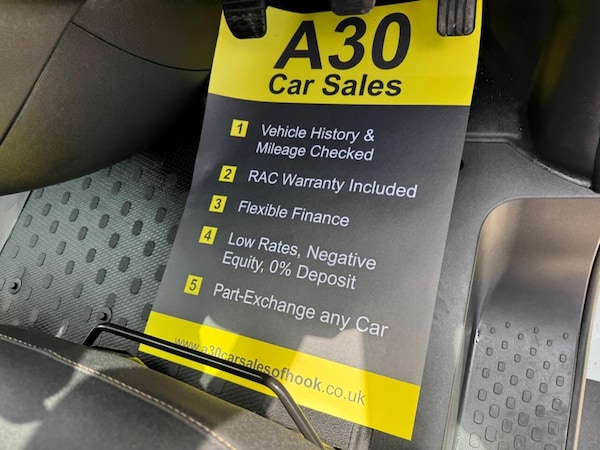 A30
Car Sales
1 Vehicle History &
Mileage Checked
2 RAC Warranty Included
3 Flexible Finance
4 Low Rates, Negative
Equity, 0% Deposit
5 Part-Exchange any Car
www.a30carsalesofhook.co.uk